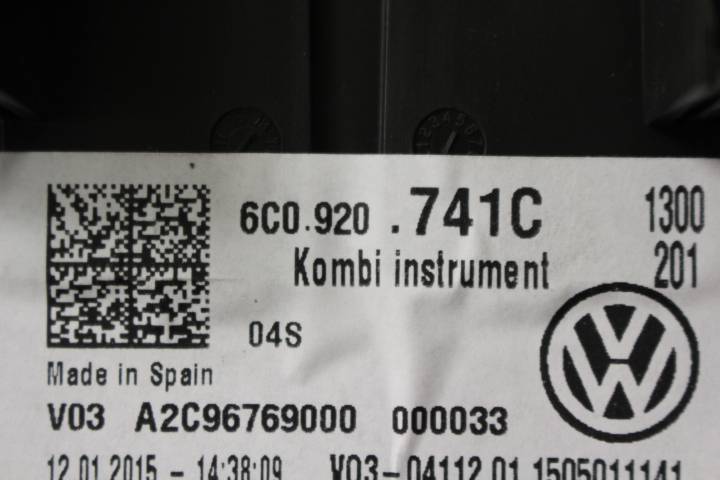 6C0.920 .741C 1300
Kombi instrument 201
04S
Made in Spain
V03 A2C96769000 000033
12.01.2015 - 14:38:09 V03-04112.01 1505011141